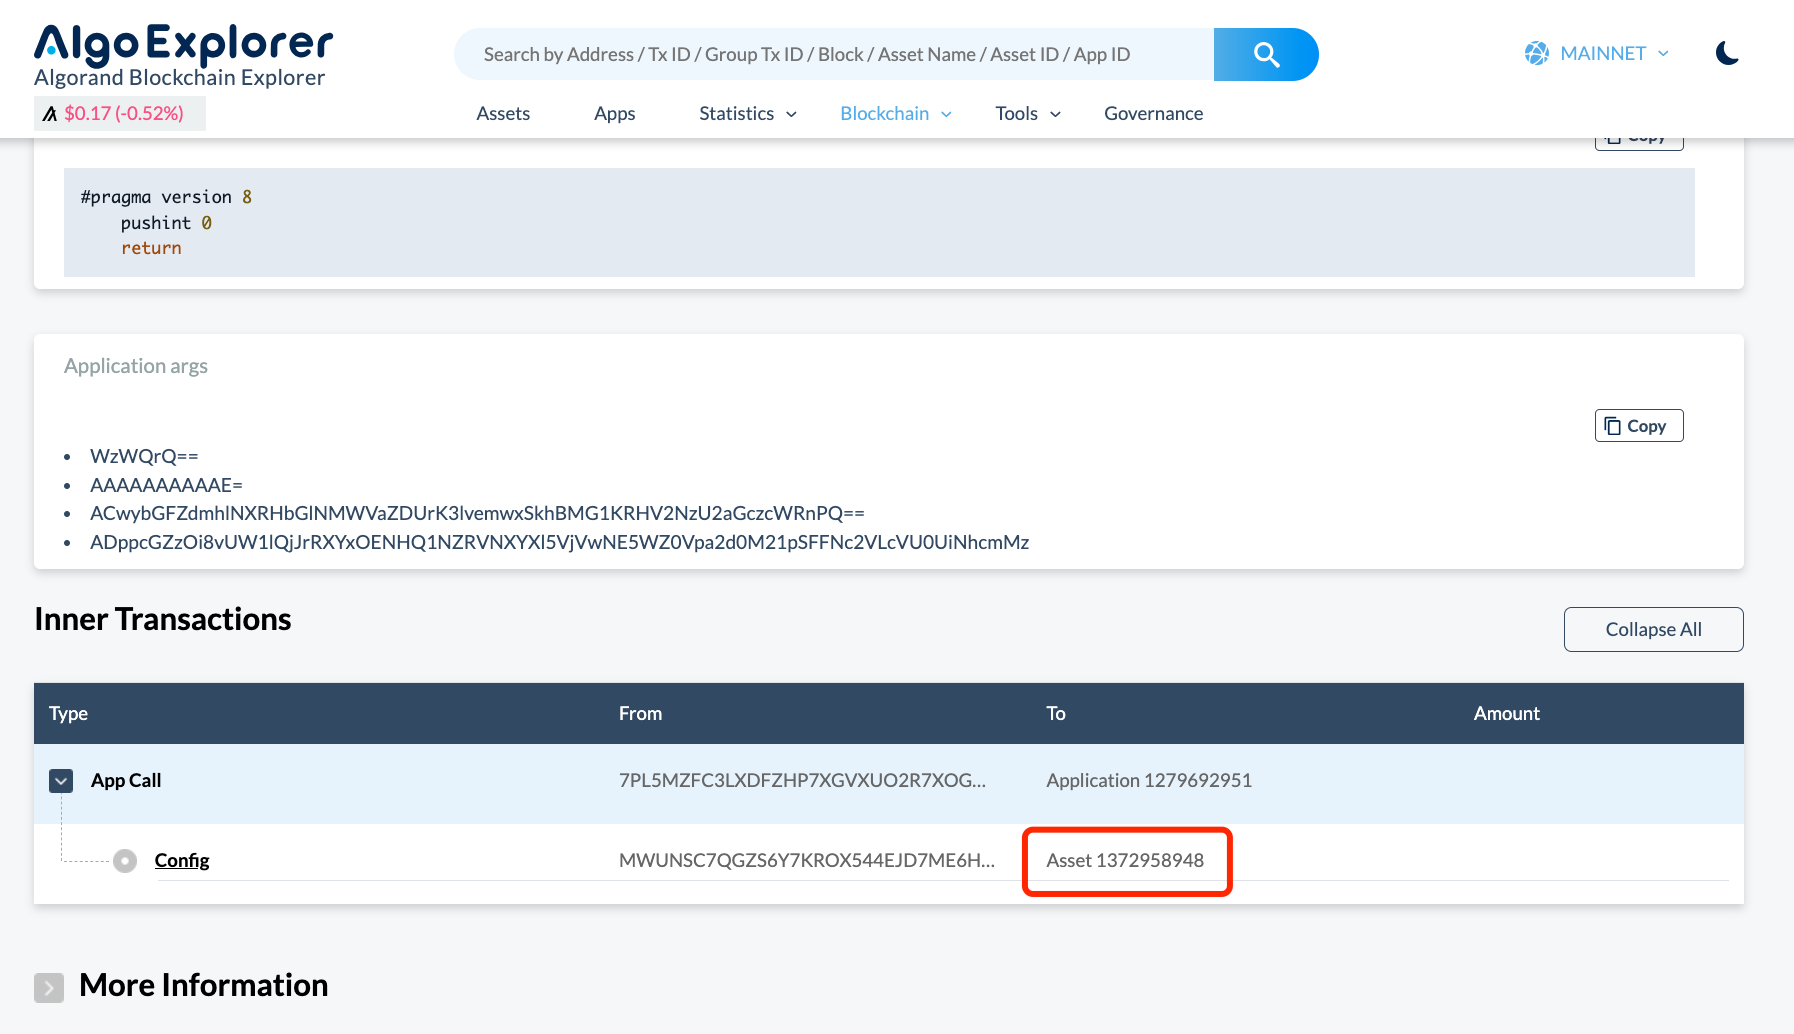 AlgoExplorer
Algorand Blockchain Explorer
$0.17 (-0.52%)
Search by Address / Tx ID / Group Tx ID / Block / Asset Name / Asset ID / App ID
MAINNET
Assets Apps Statistics Blockchain Tools Governance
Copy
#pragma version 8
pushint 0
return
Application args
Copy
WzWQrQ==
AAAAAAAAAAE=
ACwybGFZdmhlNXRHbGlNMWVaZDUrK3lvemwxSkhBMG1KRHV2NzU2aGczcWRnPQ==
ADppcGZzOi8vUW1lQjJrRXYxOENHQ1NZRVNXYXl5VjVwNE5WZ0Vpa2d0M21pSFFNc2VLcVU0UiNhcmMz
Inner Transactions
Collapse All
Type From To Amount
App Call 7PL5MZFC3LXDFZHP7XGVXUO2R7XOG... Application 1279692951
Config MWUNSC7QGZS6Y7KROX544EJD7ME6H... Asset 1372958948
More Information